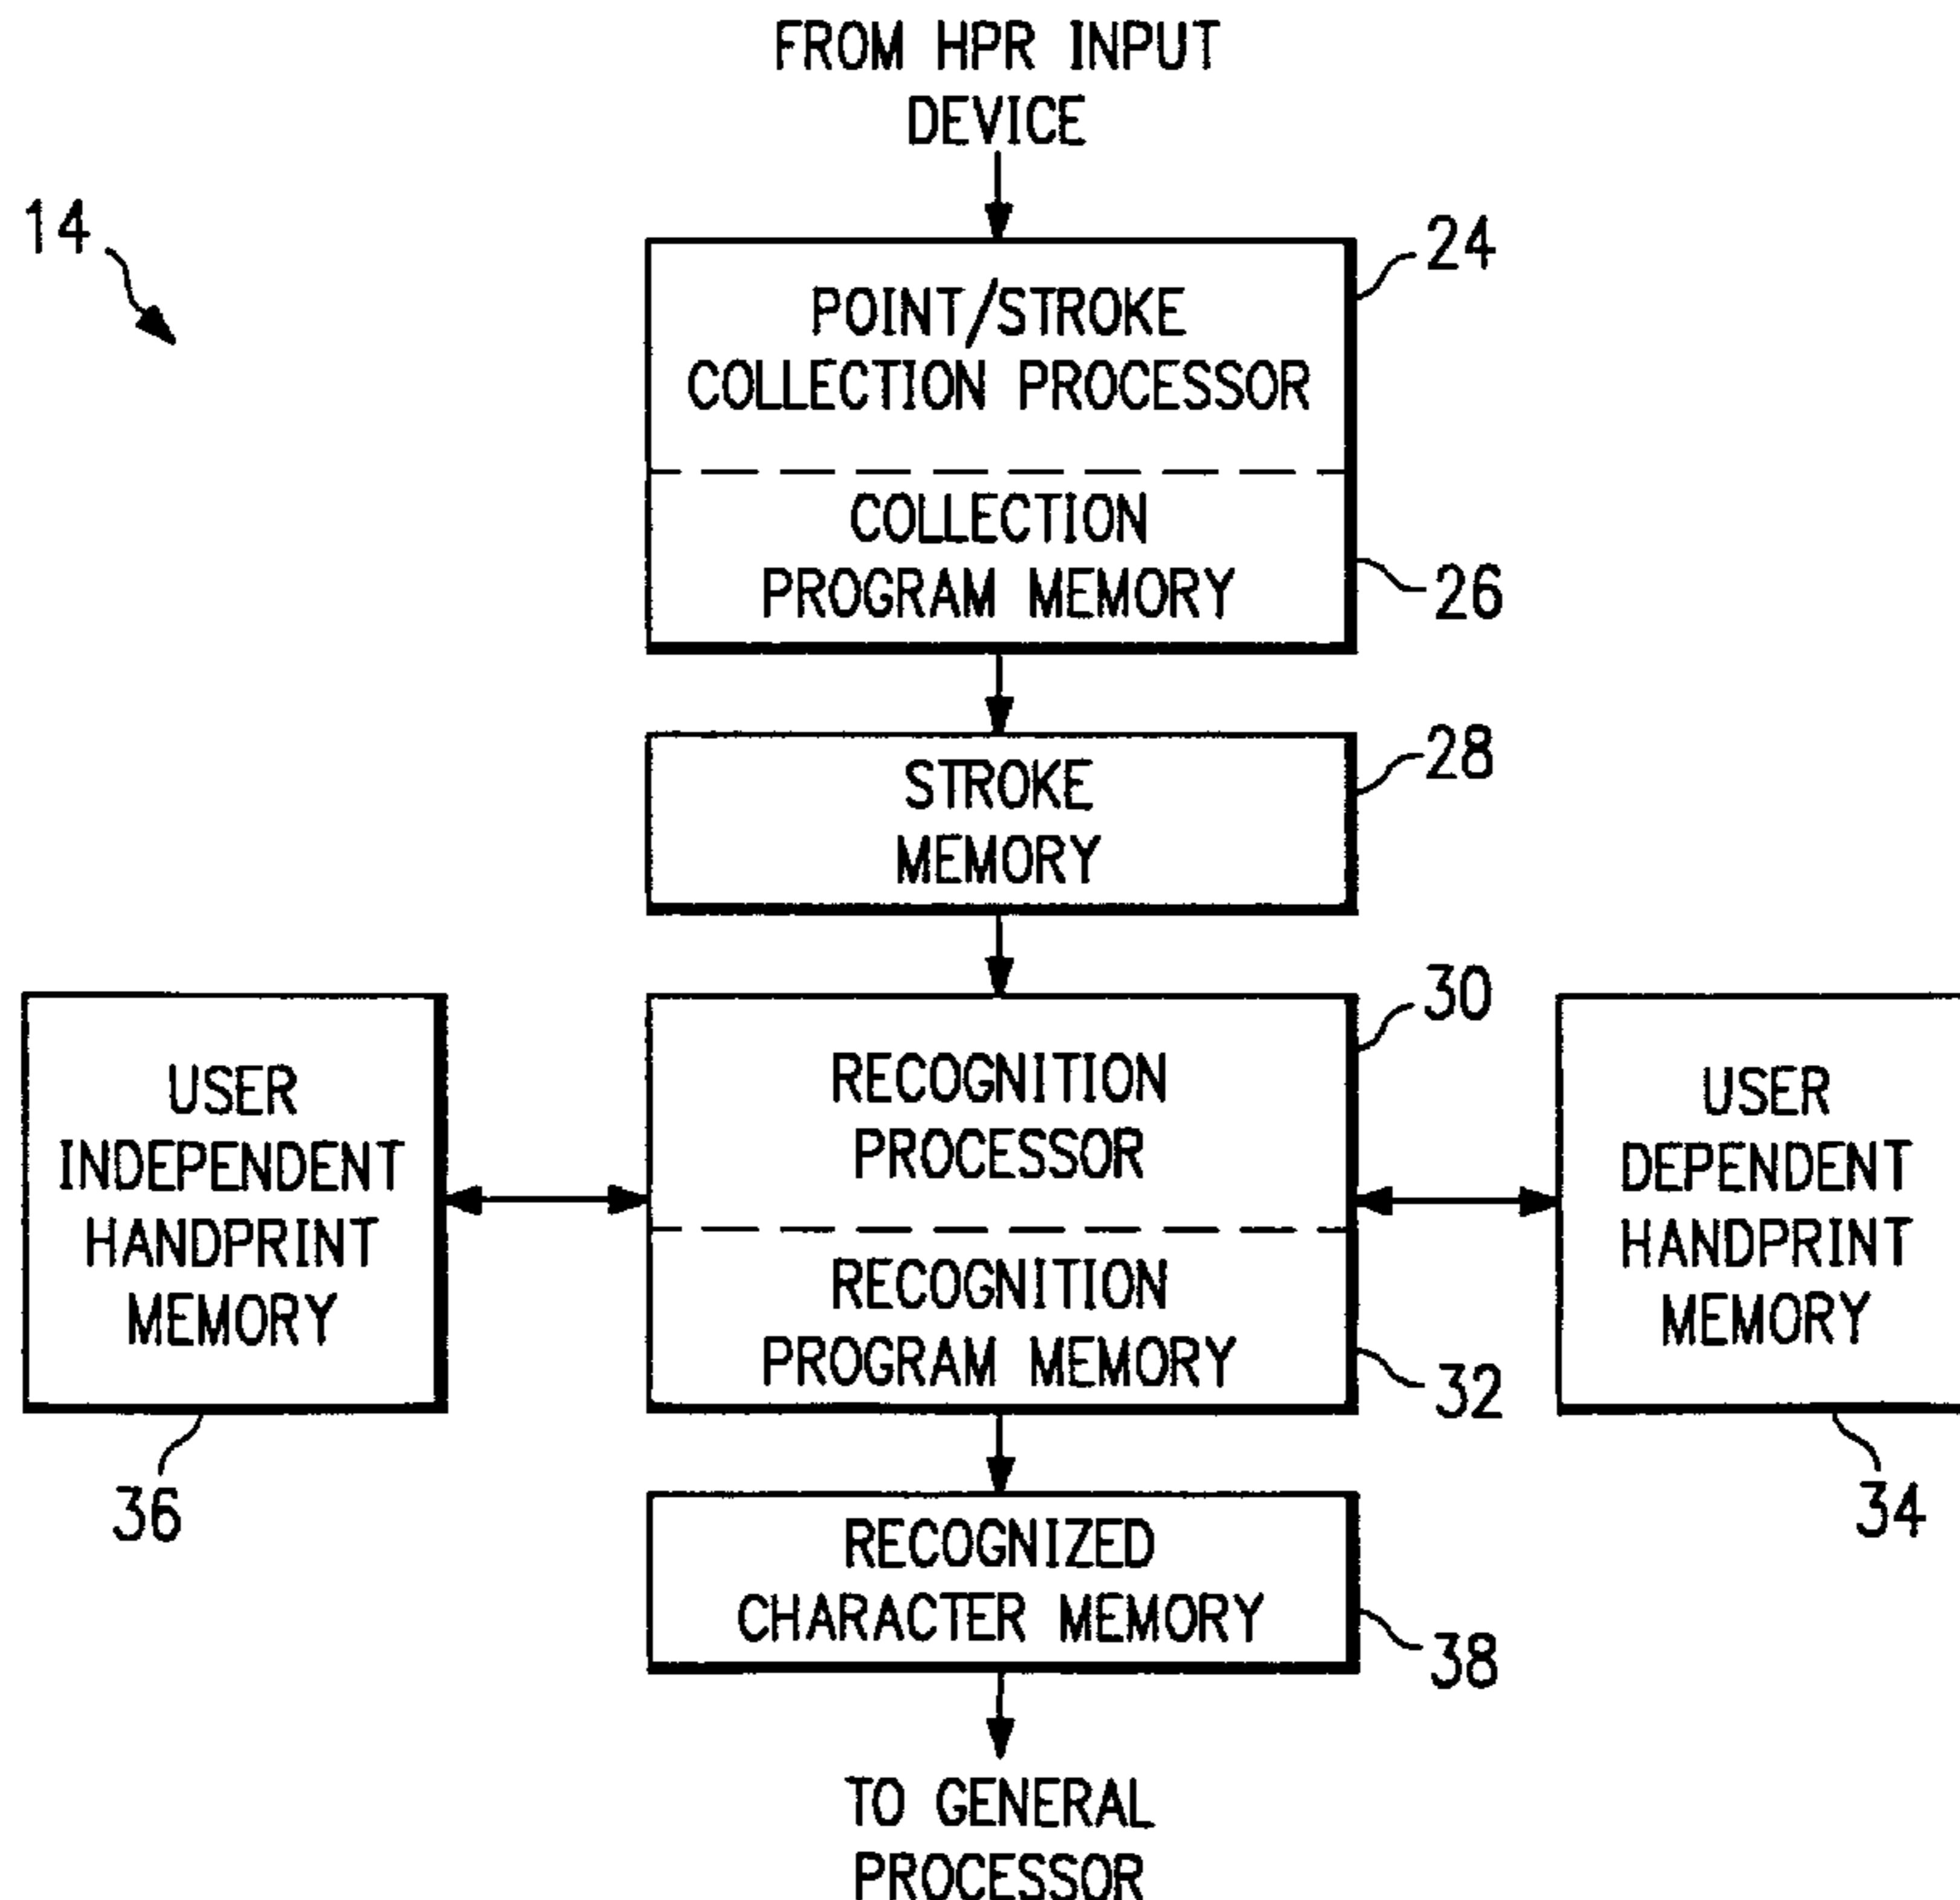 FROM HPR INPUT
DEVICE
14
24
POINT/STROKE
COLLECTION PROCESSOR
COLLECTION
PROGRAM MEMORY
26
28
STROKE
MEMORY
30
USER
INDEPENDENT
HANDPRINT
MEMORY
RECOGNITION
PROCESSOR
RECOGNITION
PROGRAM MEMORY
USER
DEPENDENT
HANDPRINT
MEMORY
32
36
34
RECOGNIZED
CHARACTER MEMORY
38
TO GENERAL
PROCESSOR